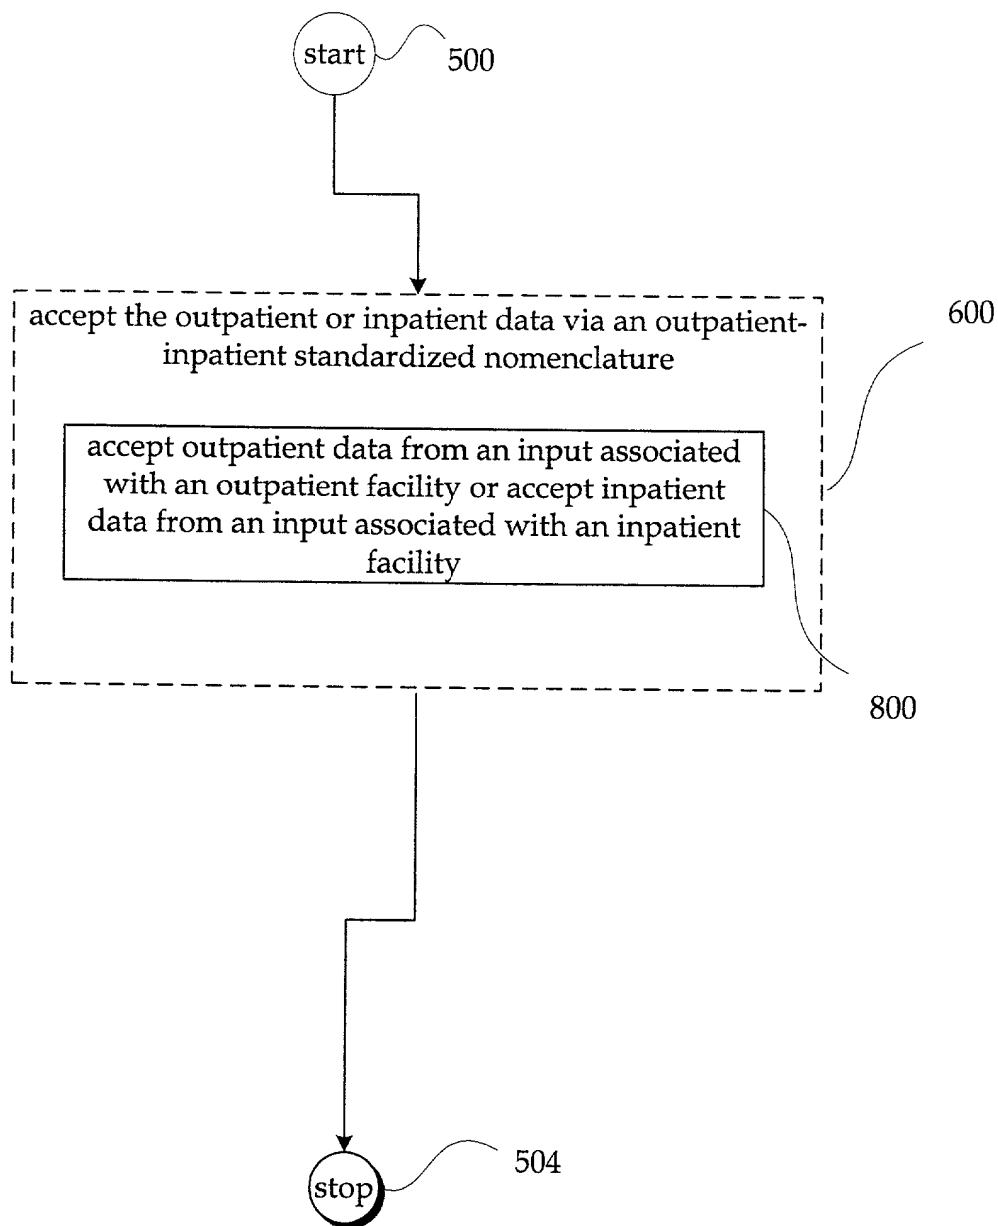 start
500
600
accept the outpatient or inpatient data via an outpatient-
inpatient standardized nomenclature
accept outpatient data from an input associated
with an outpatient facility or accept inpatient
data from an input associated with an inpatient
facility
800
504
stop